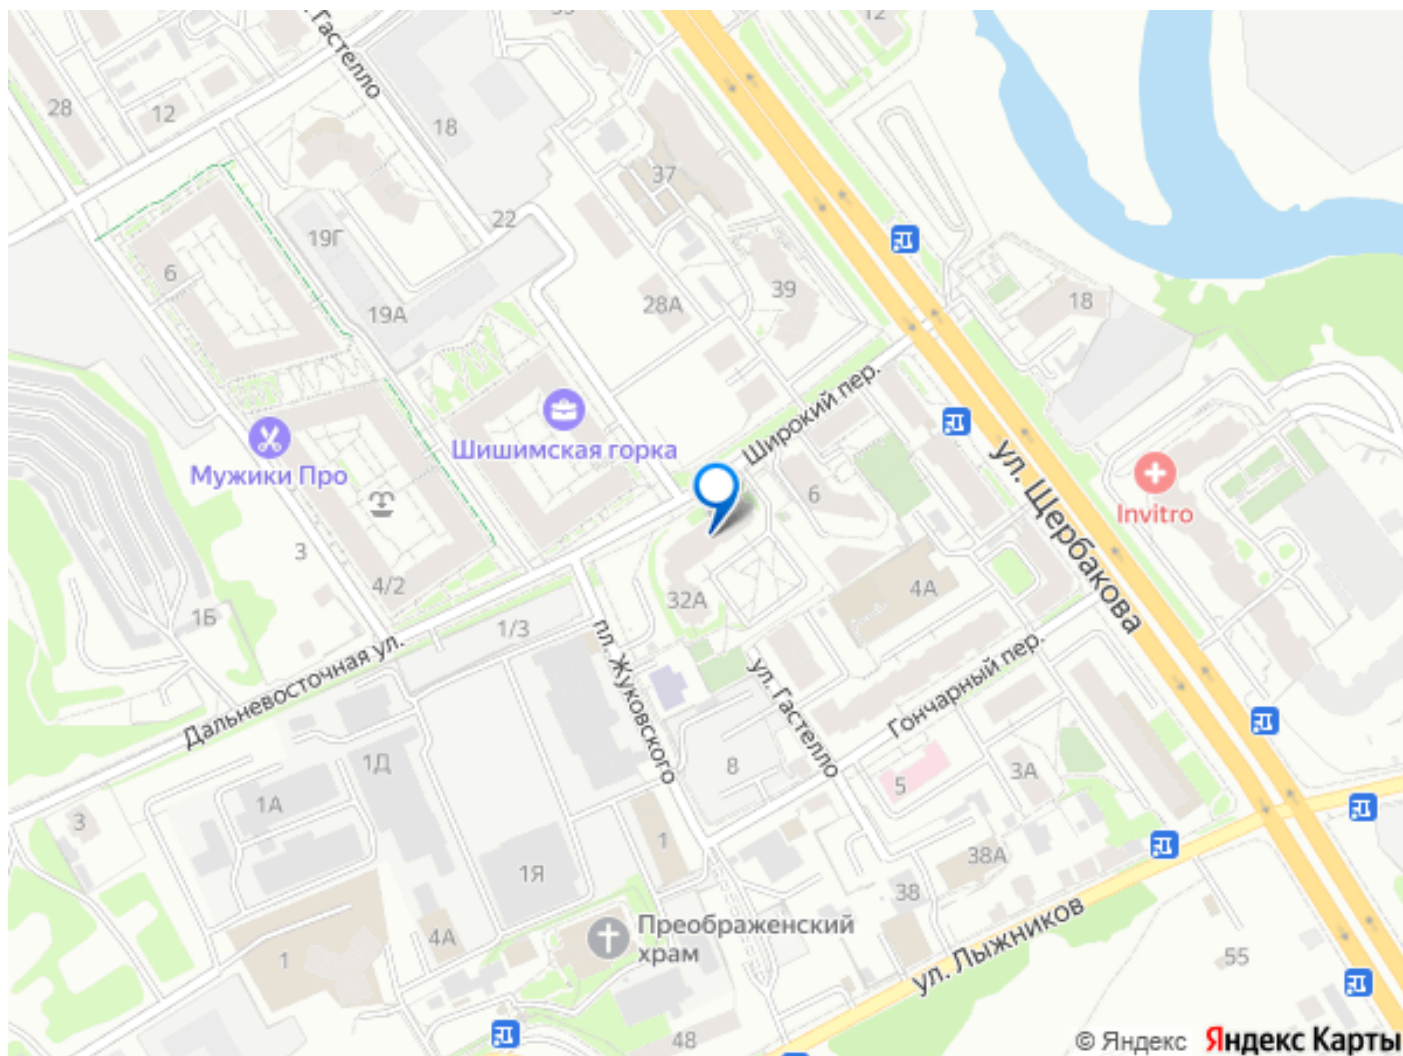 Гастелло
12
28
12
18
37
22
19Г
6
19А
28А
39
18
Широкий пер.
Шишимская горка
Мужики Про
6
ул. Щербакова
Invitro
3
4/2
32А
4А
1Б
1/3
Дальневосточная ул.
пл. Жуковского
ул. Гастелло
Гончарный пер.
1Д
8
5
3А
1А
3
1
1Я
38А
38
Преображенский
храм
4А
1
ул. Лыжников
55
48
© Яндекс Яндекс Карты